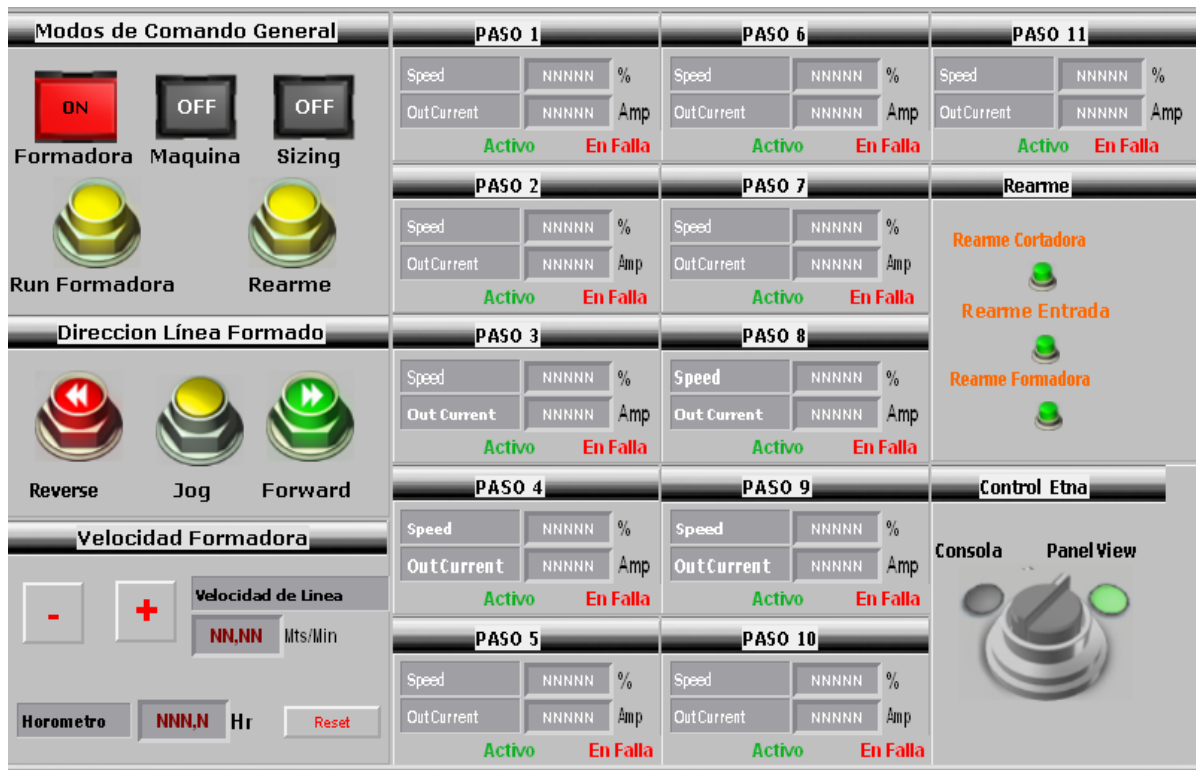 Modos de Comando General
ON
OFF
OFF
Formadora
Maquina
Sizing
Run Formadora
Rearme
Direccion Línea Formado
Reverse
Jog
Forward
Velocidad Formadora
-
+
Velocidad de Linea
NN,NN Mts/Min
Horometro NNN,N Hr
Reset
PASO 1
Speed NNNNN %
OutCurrent NNNNN Amp
Activo En Falla
PASO 2
Speed NNNNN %
OutCurrent NNNNN Amp
Activo En Falla
PASO 3
Speed NNNNN %
Out Current NNNNN Amp
Activo En Falla
PASO 4
Speed NNNNN %
OutCurrent NNNNN Amp
Activo En Falla
PASO 5
Speed NNNNN %
OutCurrent NNNNN Amp
Activo En Falla
PASO 6
Speed NNNNN %
OutCurrent NNNNN Amp
Activo En Falla
PASO 7
Speed NNNNN %
OutCurrent NNNNN Amp
Activo En Falla
PASO 8
Speed NNNNN %
Out Current NNNNN Amp
Activo En Falla
PASO 9
Speed NNNNN %
OutCurrent NNNNN Amp
Activo En Falla
PASO 10
Speed NNNNN %
OutCurrent NNNNN Amp
Activo En Falla
PASO 11
Speed NNNNN %
OutCurrent NNNNN Amp
Activo En Falla
Rearme
Rearme Cortadora
Rearme Entrada
Rearme Formadora
Control Etna
Consola
Panel View